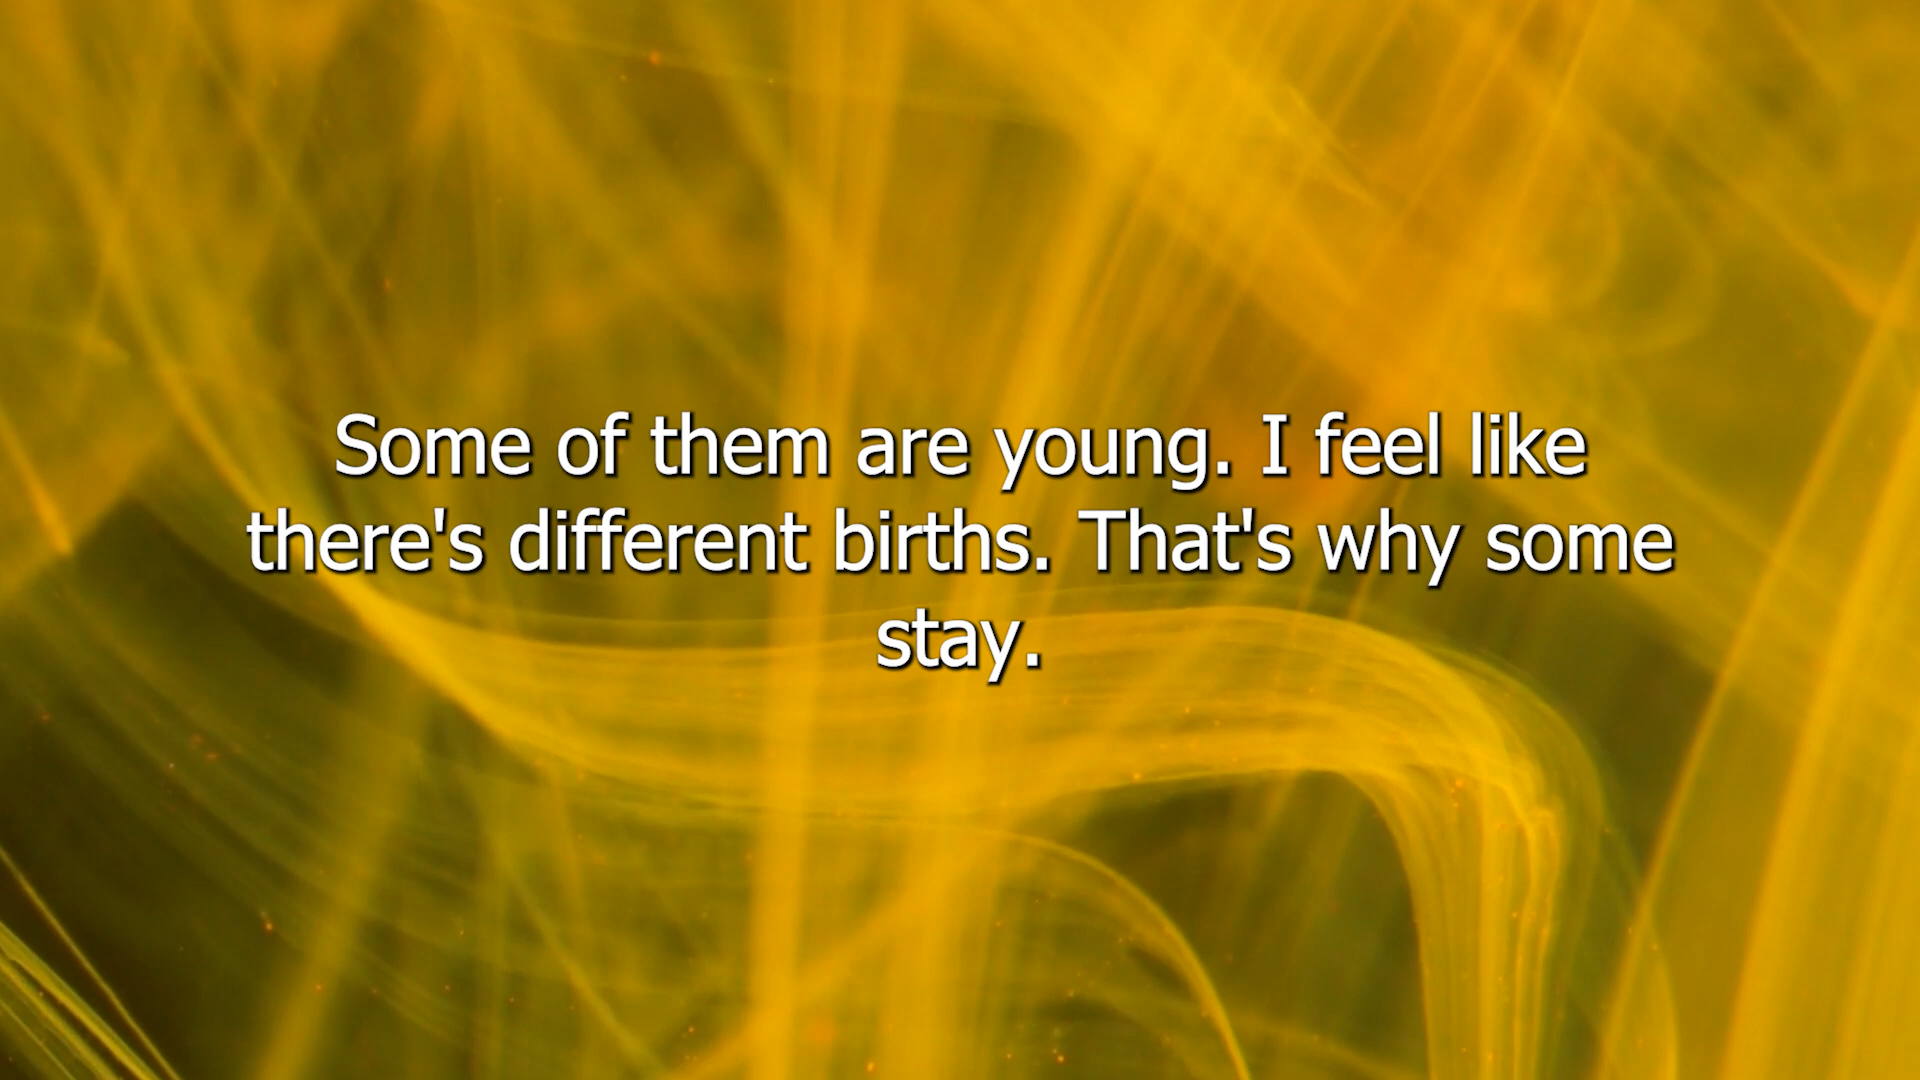 Some of them are young. I feel like
there's different births. That's why some
stay.